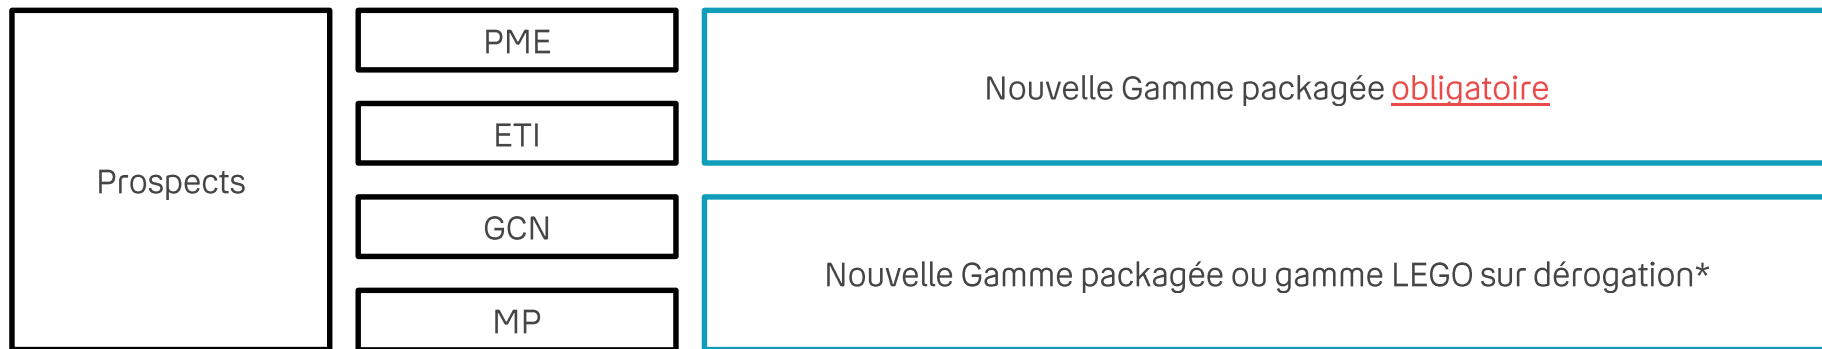 Prospects
PME
ETI
GCN
MP
Nouvelle Gamme packagée obligatoire
Nouvelle Gamme packagée ou gamme LEGO sur dérogation*